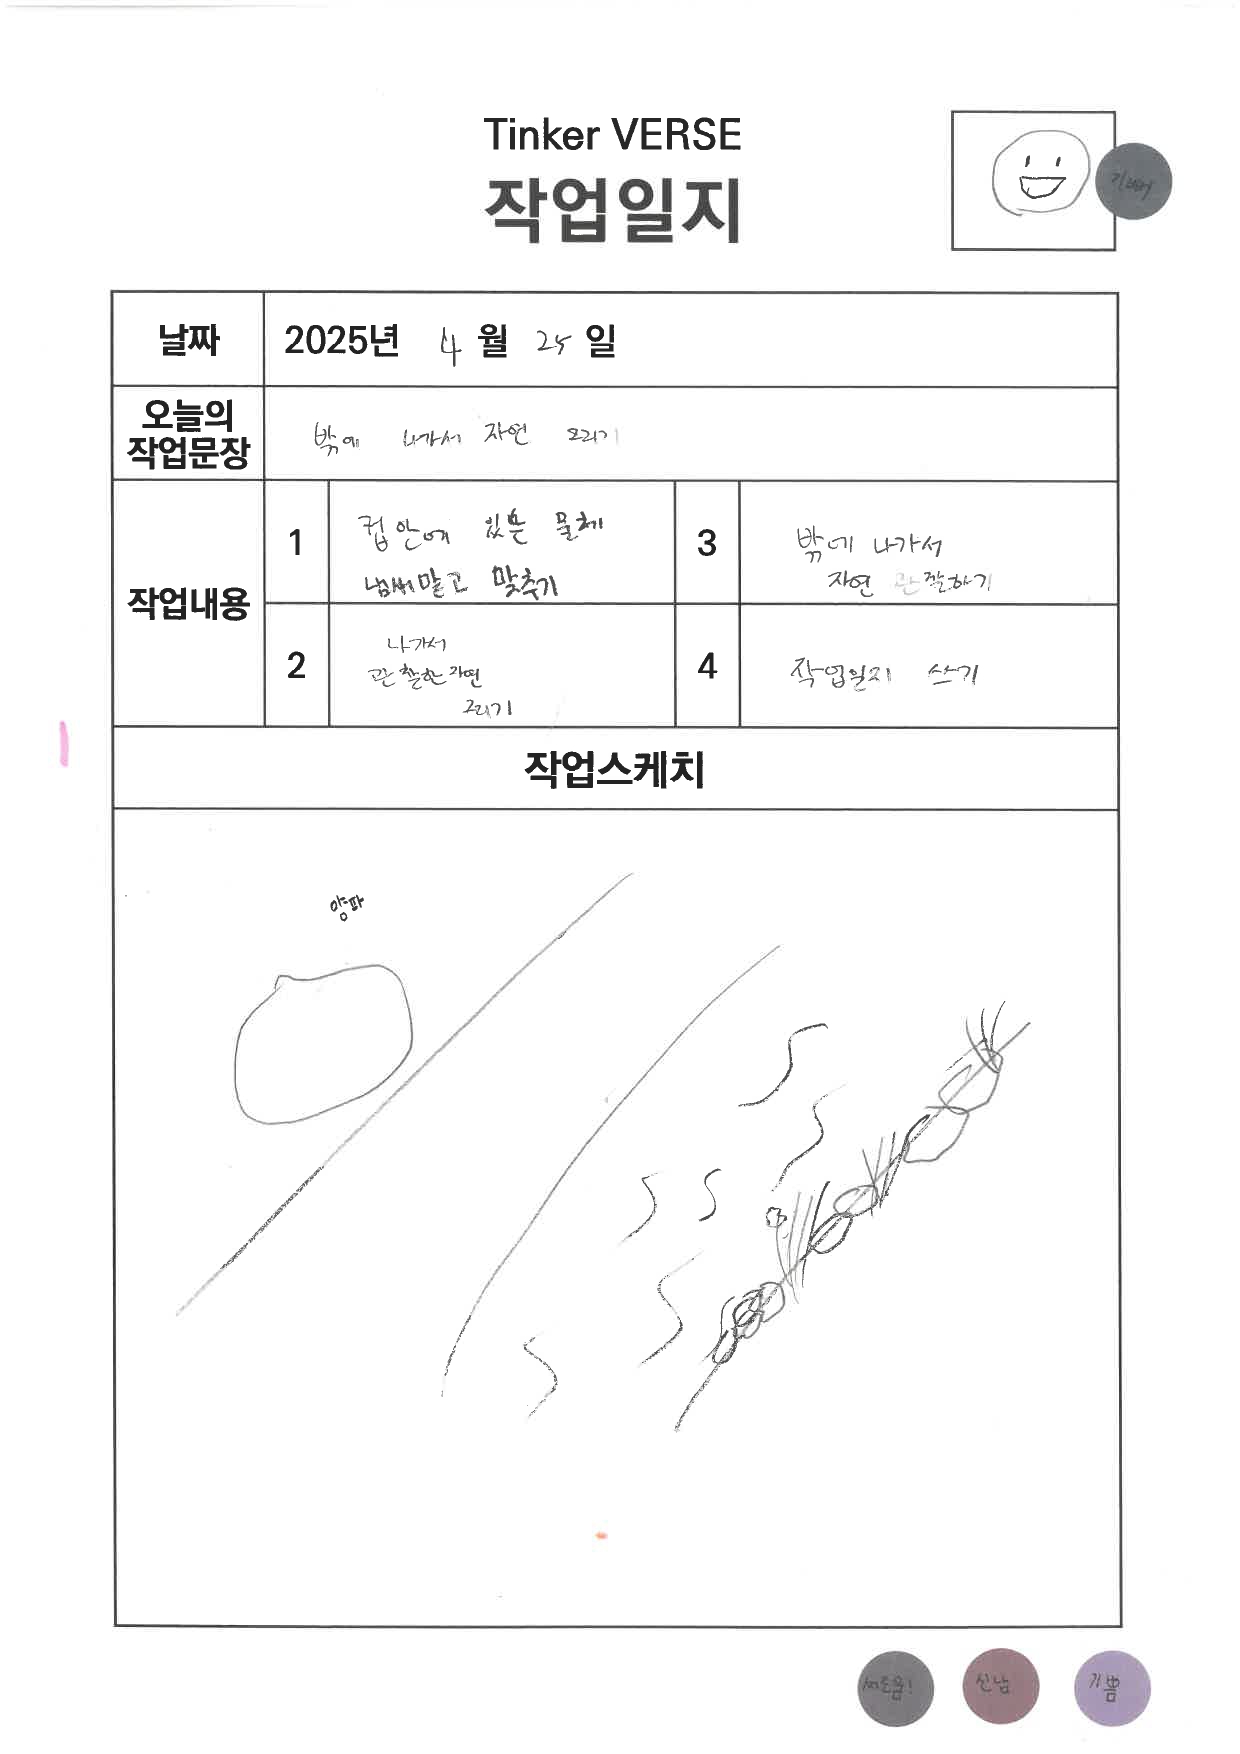 Tinker VERSE
작업일지
기뻐
날짜
2025년 4월 25일
오늘의
작업문장
밖에 나가서 자연 그리기
작업내용
1
컵 안에 있는 물체
냄새맡고 맞추기
2
나가서
관찰한 자연
그리기
3
밖에 나가서
자연 관찰하기
4
작업일지 쓰기
작업스케치
양파
새로움!
신남
기쁨